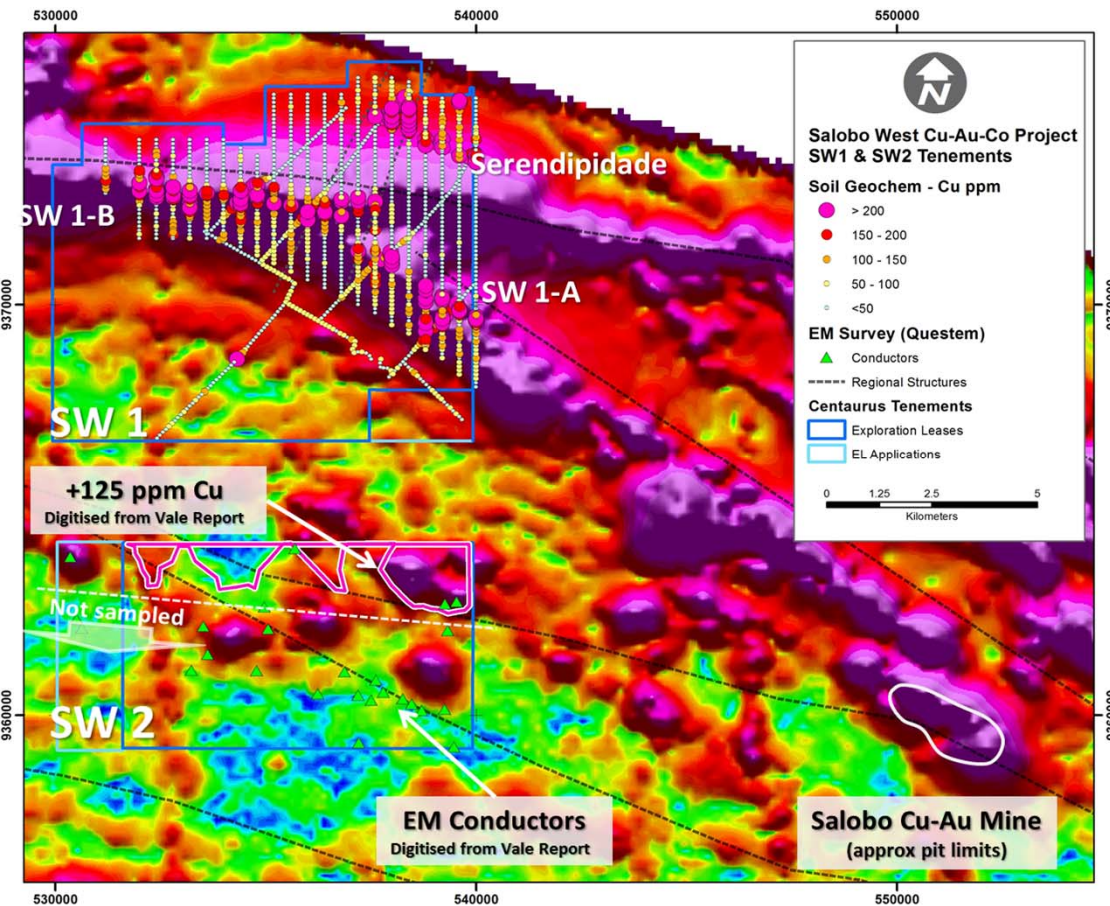 530000
540000
550000
N
Salobo West Cu-Au-Co Project
SW1 & SW2 Tenements
Soil Geochem - Cu ppm
> 200
150 - 200
100 - 150
50 - 100
<50
EM Survey (Questem)
Conductors
Regional Structures
Centaurus Tenements
Exploration Leases
EL Applications
0 1.25 2.5 5
Kilometers
Serendipidade
SW 1-B
SW 1-A
9370000
SW 1
+125 ppm Cu
Digitised from Vale Report
Not sampled
SW 2
9360000
EM Conductors
Digitised from Vale Report
Salobo Cu-Au Mine
(approx pit limits)
530000
540000
550000